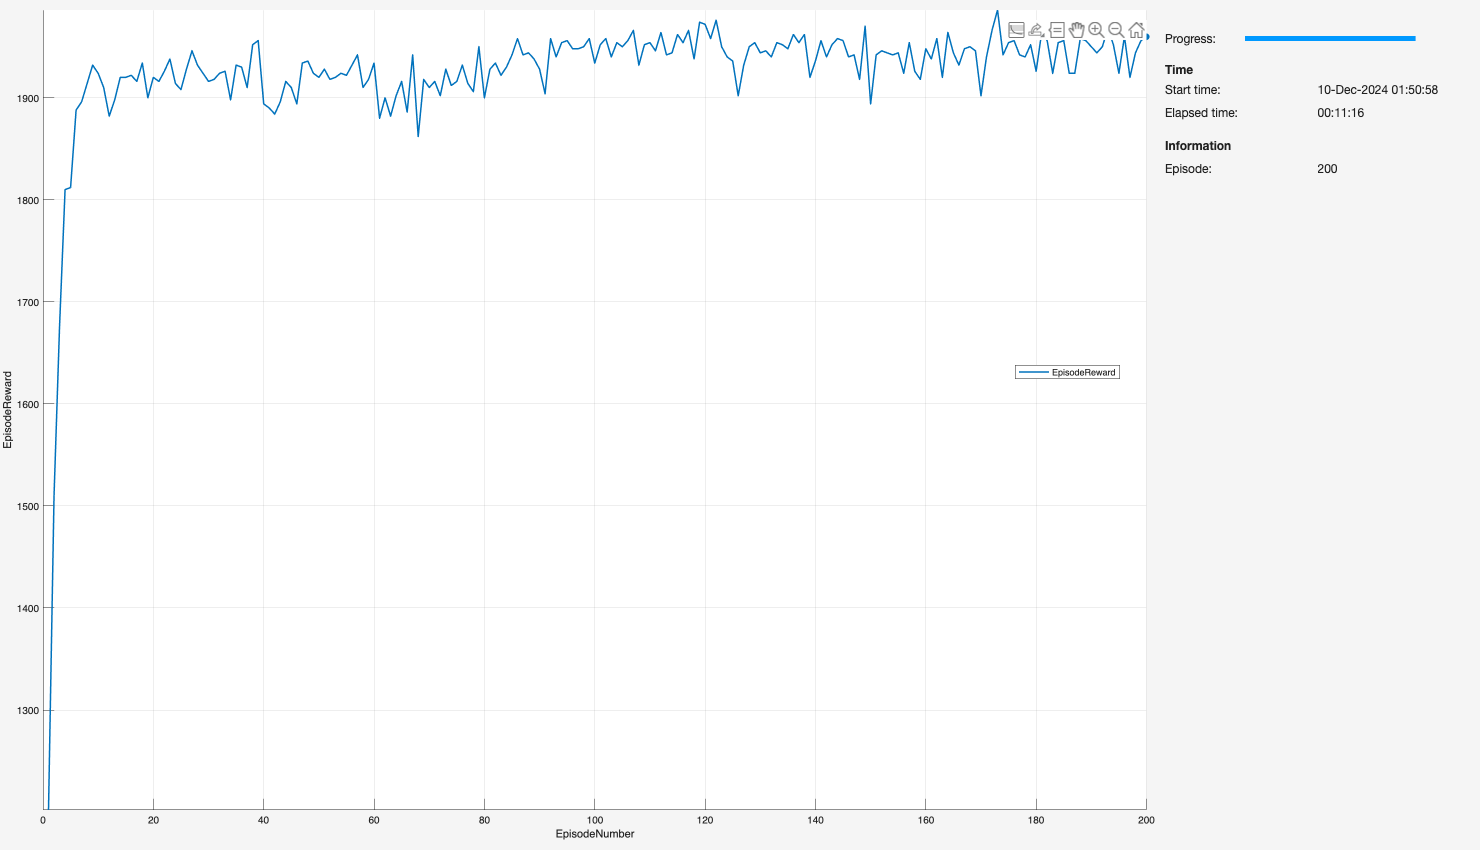 Progress:
Time
Start time: 10-Dec-2024 01:50:58
Elapsed time: 00:11:16
Information
Episode: 200
1900
1800
1700
1600
1500
1400
1300
EpisodeReward
EpisodeReward
0 20 40 60 80 100 120 140 160 180 200
EpisodeNumber